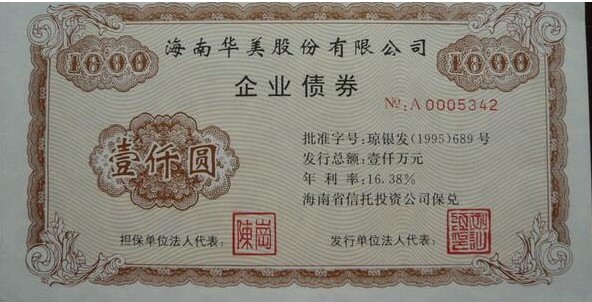 海南华美股份有限公司
1000
1000
企业债券
№:A0005342
壹仟圆
批准字号:琼银发(1995)689号
发行总额:壹仟万元
年利率:16.38%
海南省信托投资公司保兑
担保单位法人代表:
陳崗
发行单位法人代表: